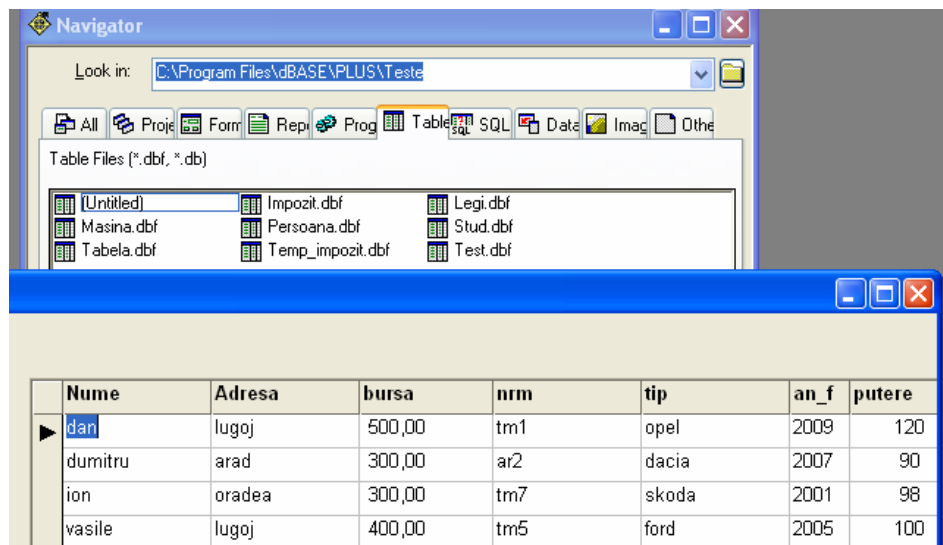 Navigator
Look in: C:\Program Files\dBASE\PLUS\Teste
All Proje Form Repo Prog Table SQL Data Imag Othe
Table Files (*.dbf, *.db)
(Untitled) Impozit.dbf Legi.dbf
Masina.dbf Persoana.dbf Stud.dbf
Tabela.dbf Temp_impozit.dbf Test.dbf
Nume Adresa bursa nrm tip an_f putere
dan lugoj 500,00 tm1 opel 2009 120
dumitru arad 300,00 ar2 dacia 2007 90
ion oradea 300,00 tm7 skoda 2001 98
vasile lugoj 400,00 tm5 ford 2005 100